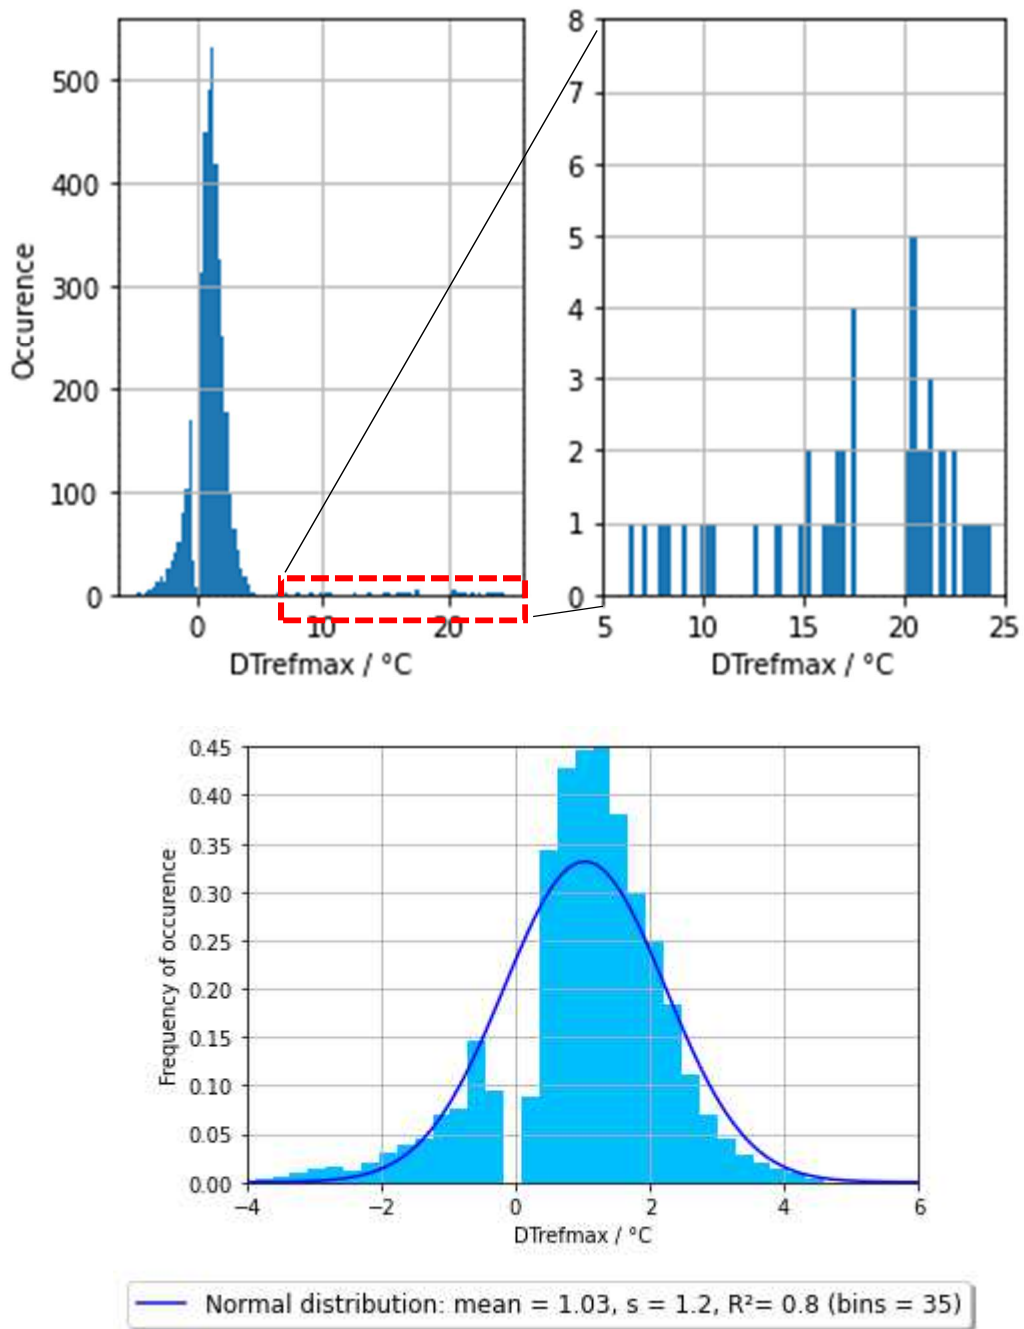 500
400
300
200
100
0
Occurence
0 10 20
DTrefmax / °C
8
7
6
5
4
3
2
1
0
5 10 15 20 25
DTrefmax / °C
0.45
0.40
0.35
0.30
0.25
0.20
0.15
0.10
0.05
0.00
Frequency of occurence
−4 −2 0 2 4 6
DTrefmax / °C
Normal distribution: mean = 1.03, s = 1.2, R²= 0.8 (bins = 35)